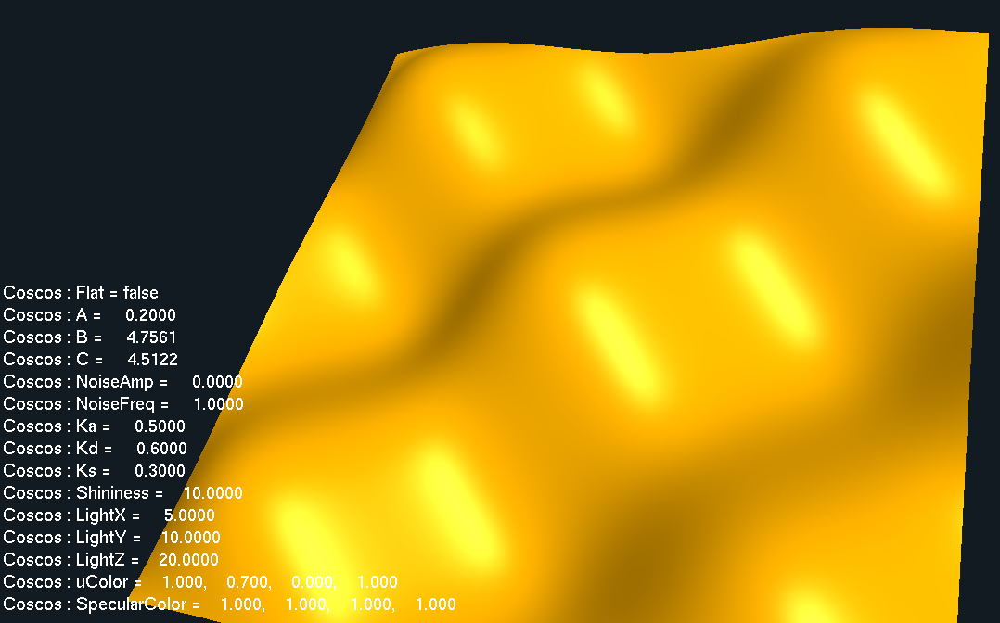 Coscos : Flat = false
Coscos : A = 0.2000
Coscos : B = 4.7561
Coscos : C = 4.5122
Coscos : NoiseAmp = 0.0000
Coscos : NoiseFreq = 1.0000
Coscos : Ka = 0.5000
Coscos : Kd = 0.6000
Coscos : Ks = 0.3000
Coscos : Shininess = 10.0000
Coscos : LightX = 5.0000
Coscos : LightY = 10.0000
Coscos : LightZ = 20.0000
Coscos : uColor = 1.000, 0.700, 0.000, 1.000
Coscos : SpecularColor = 1.000, 1.000, 1.000, 1.000